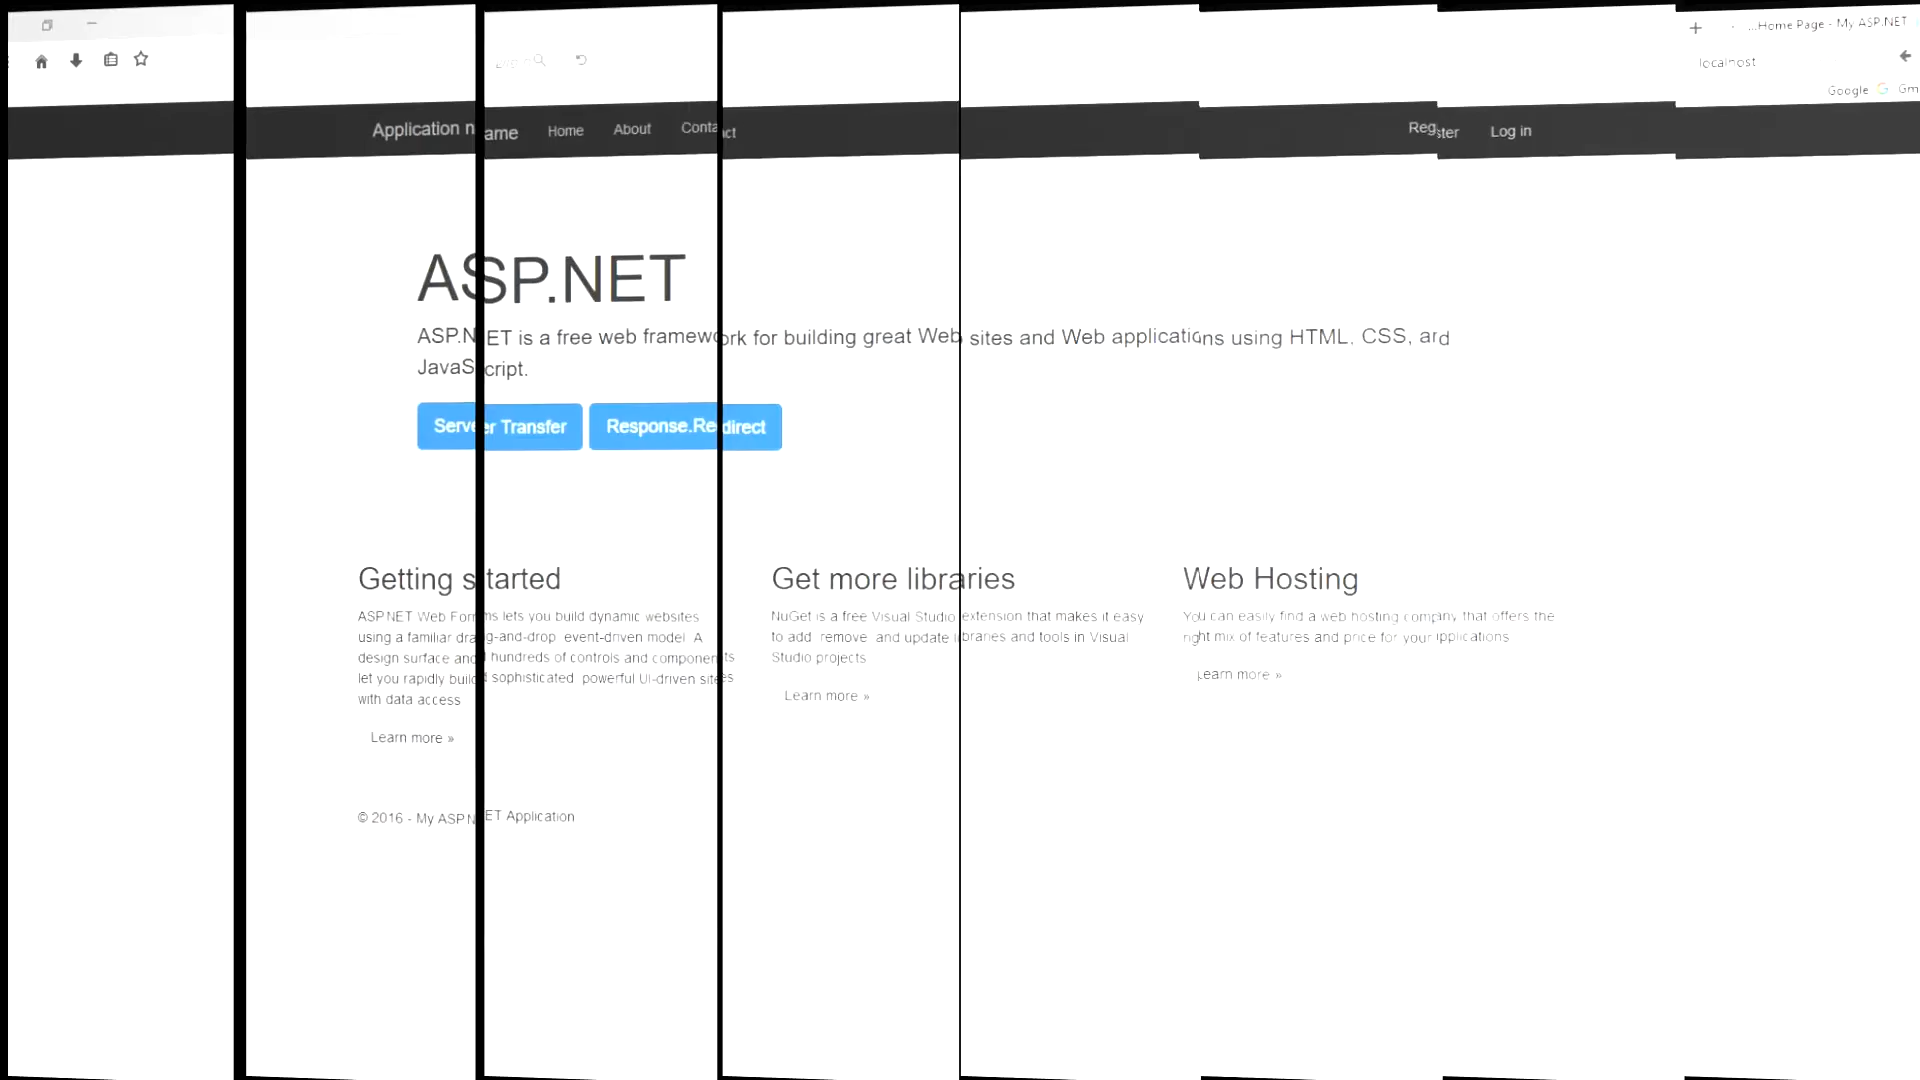 ...Home Page - My ASP.NET
localhost
Google
Application name Home About Contact Register Log in
ASP.NET
ASP.NET is a free web framework for building great Web sites and Web applications using HTML, CSS, and
JavaScript.
Server Transfer Response.Redirect
Getting started
ASP.NET Web Forms lets you build dynamic websites
using a familiar drag-and-drop event-driven model A
design surface and hundreds of controls and components
let you rapidly build sophisticated powerful UI-driven sites
with data access
Learn more »
Get more libraries
NuGet is a free Visual Studio extension that makes it easy
to add remove and update libraries and tools in Visual
Studio projects
Learn more »
Web Hosting
You can easily find a web hosting company that offers the
right mix of features and price for your applications
Learn more »
© 2016 - My ASP.NET Application